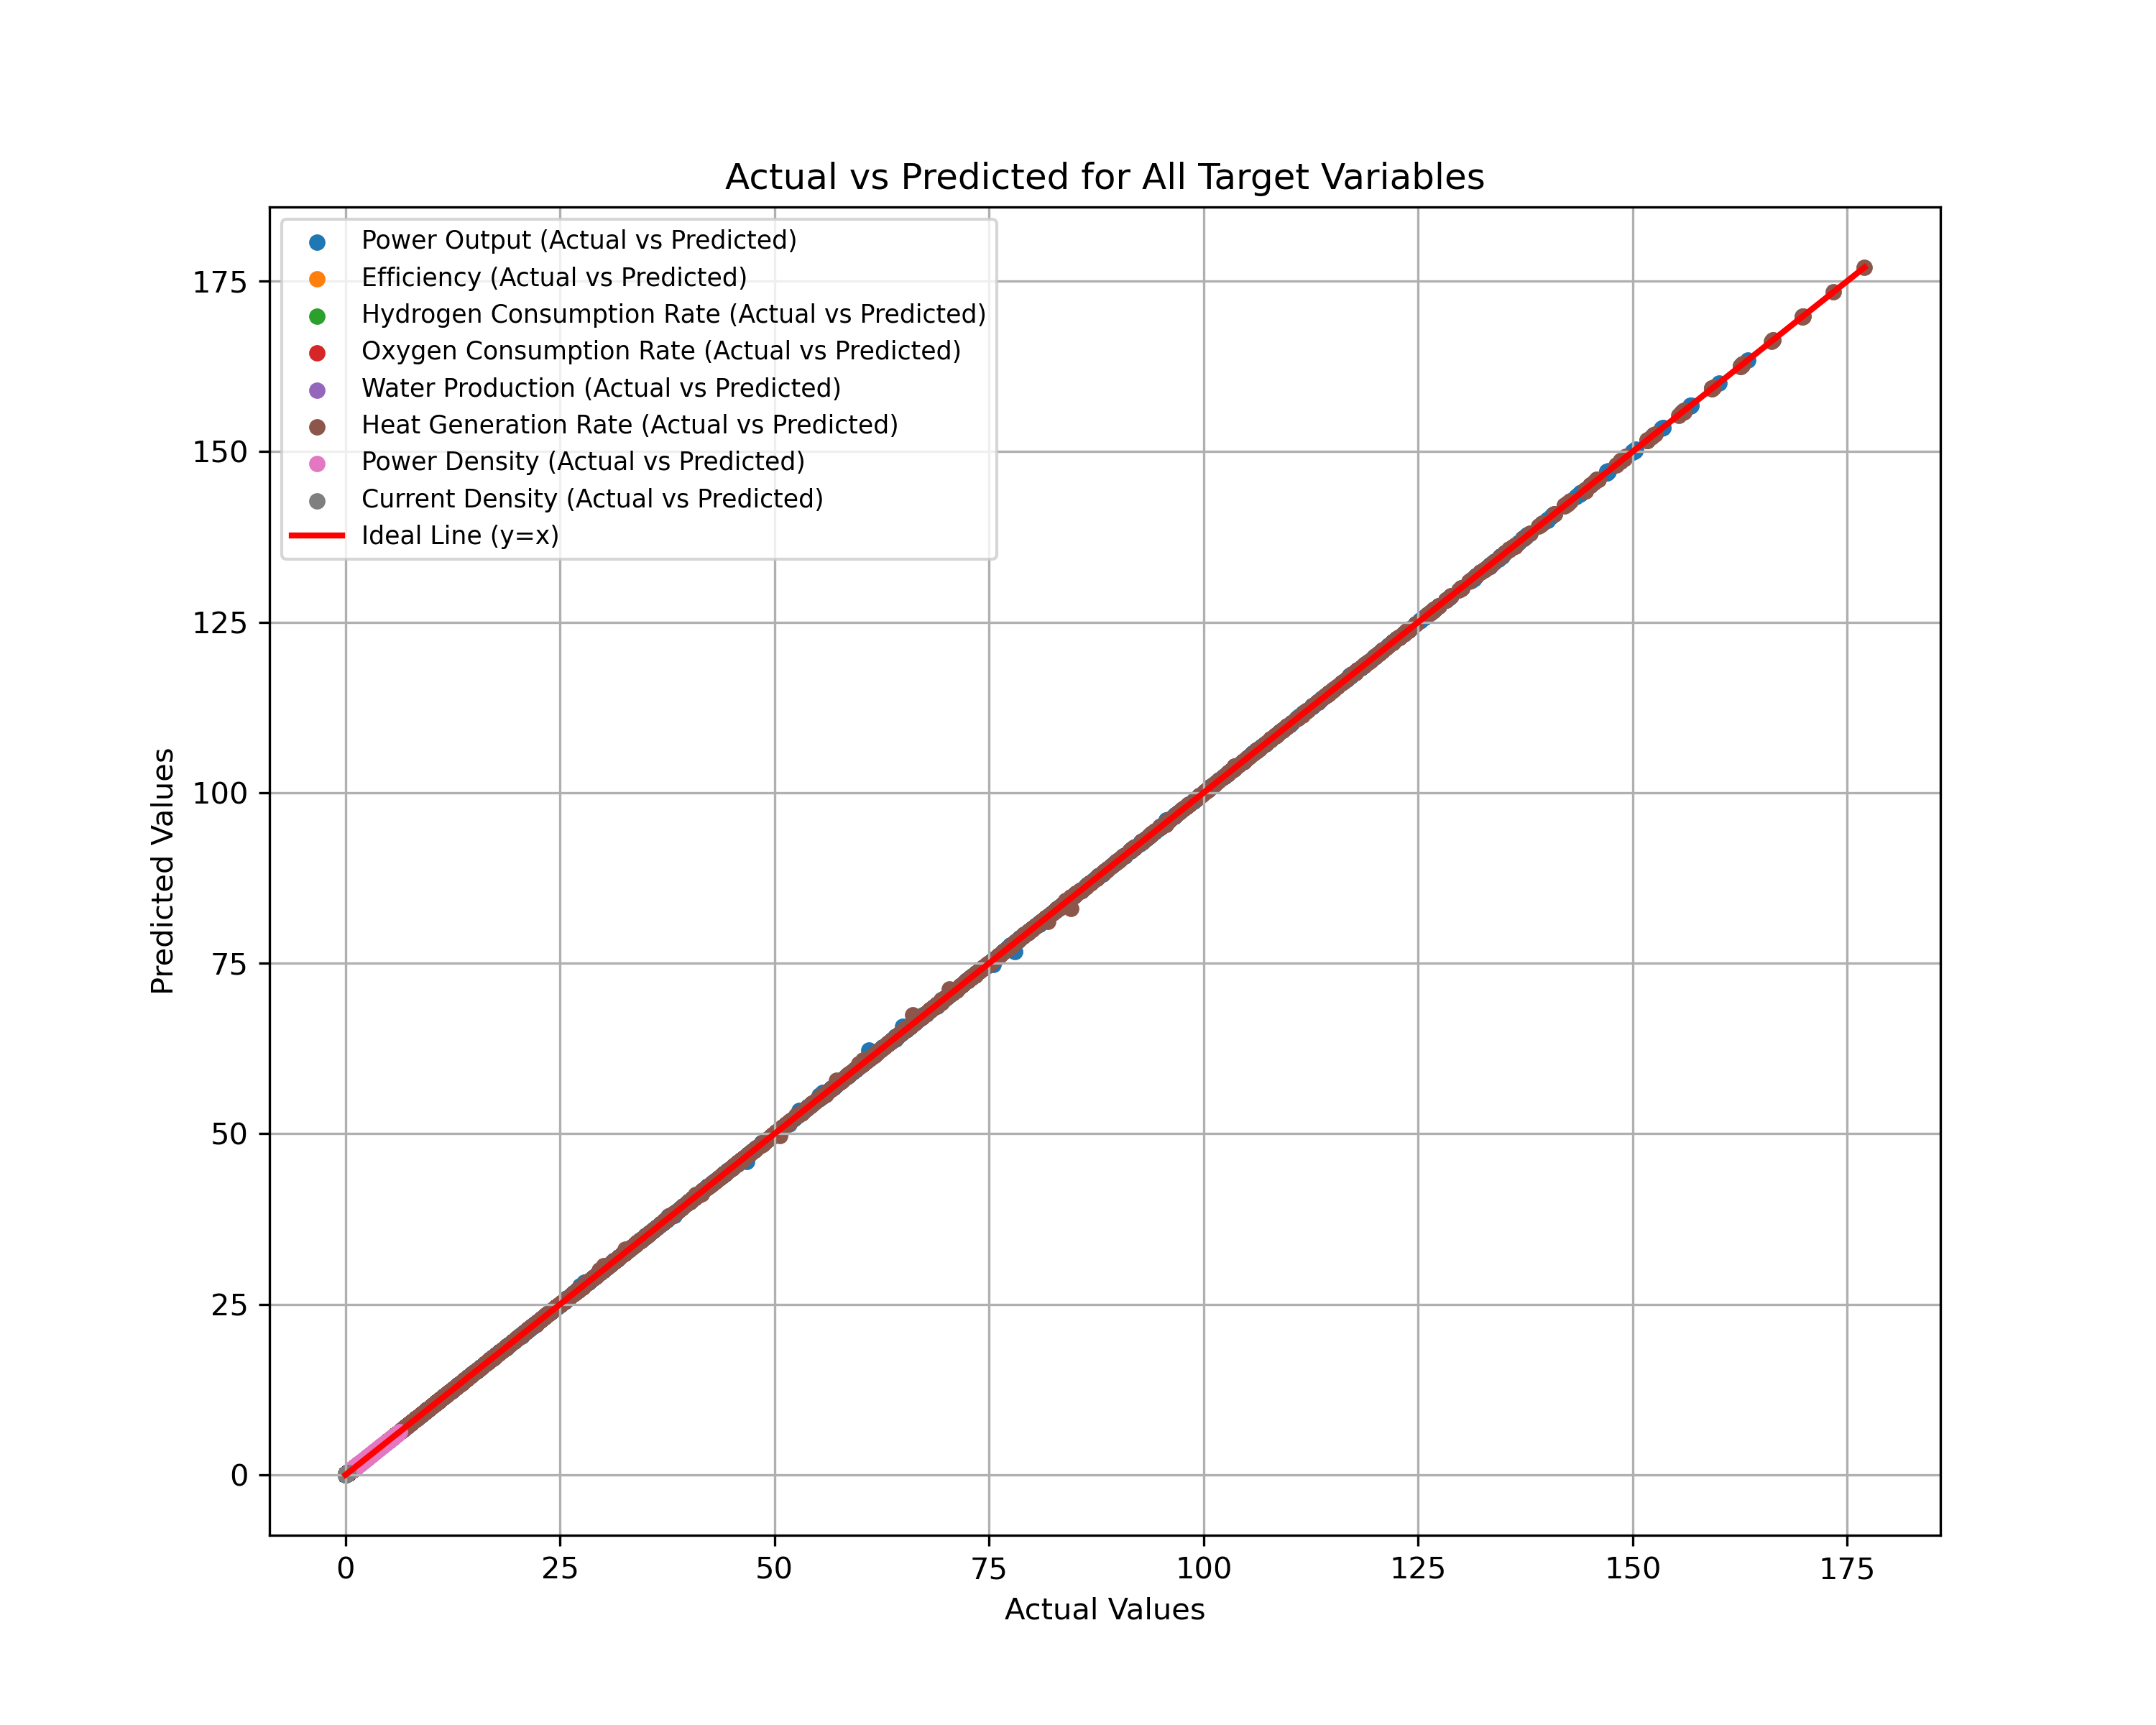 Actual vs Predicted for All Target Variables
Power Output (Actual vs Predicted)
Efficiency (Actual vs Predicted)
Hydrogen Consumption Rate (Actual vs Predicted)
Oxygen Consumption Rate (Actual vs Predicted)
Water Production (Actual vs Predicted)
Heat Generation Rate (Actual vs Predicted)
Power Density (Actual vs Predicted)
Current Density (Actual vs Predicted)
Ideal Line (y=x)
175
150
125
100
75
50
25
0
Predicted Values
0 25 50 75 100 125 150 175
Actual Values